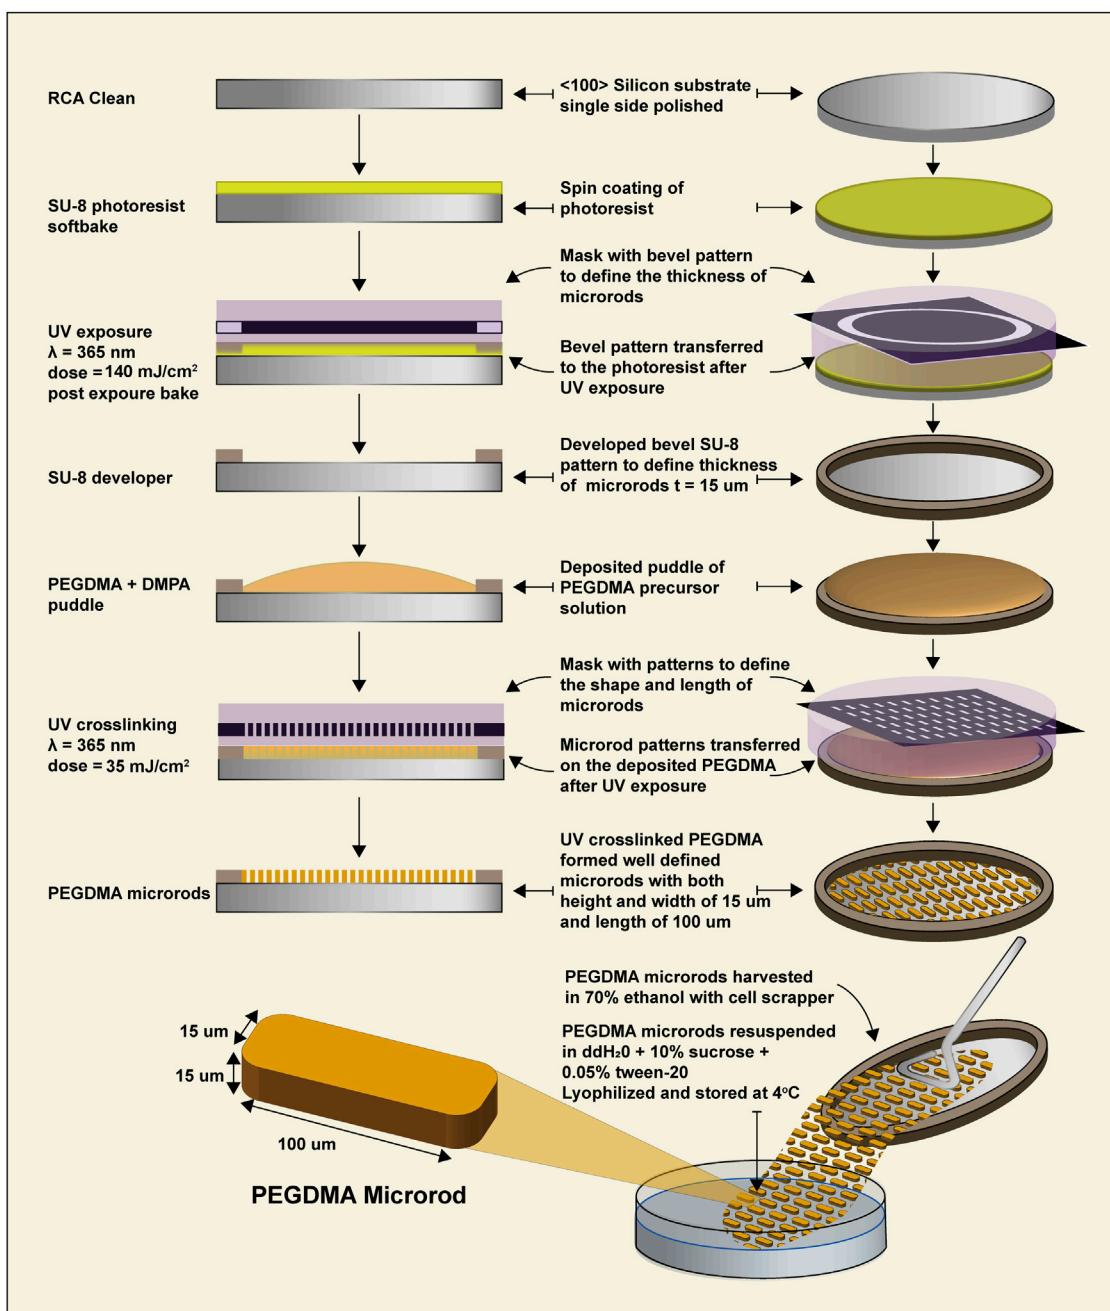 RCA Clean
<100> Silicon substrate
single side polished
SU-8 photoresist
softbake
Spin coating of
photoresist
Mask with bevel pattern
to define the thickness of
microrods
UV exposure
λ = 365 nm
dose = 140 mJ/cm²
post expoure bake
Bevel pattern transferred
to the photoresist after
UV exposure
SU-8 developer
Developed bevel SU-8
pattern to define thickness
of microrods t = 15 um
PEGDMA + DMPA
puddle
Deposited puddle of
PEGDMA precursor
solution
Mask with patterns to define
the shape and length of
microrods
UV crosslinking
λ = 365 nm
dose = 35 mJ/cm²
Microrod patterns transferred
on the deposited PEGDMA
after UV exposure
PEGDMA microrods
UV crosslinked PEGDMA
formed well defined
microrods with both
height and width of 15 um
and length of 100 um
PEGDMA microrods harvested
in 70% ethanol with cell scrapper
PEGDMA microrods resuspended
in ddH₂0 + 10% sucrose +
0.05% tween-20
Lyophilized and stored at 4°C
15 um
15 um
100 um
PEGDMA Microrod